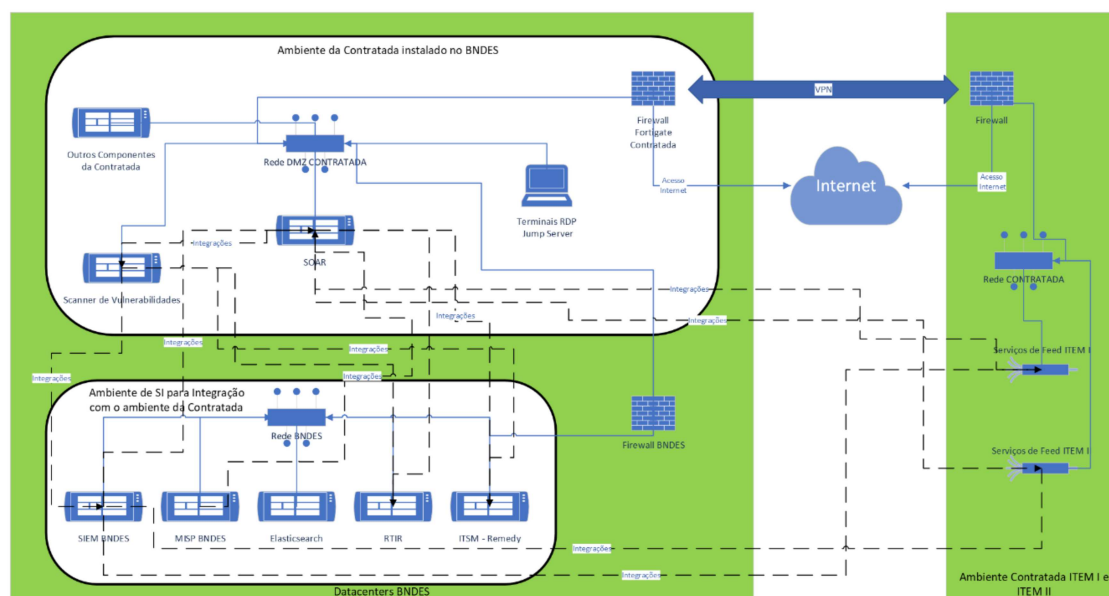 Ambiente da Contratada instalado no BNDES
VPN
Firewall
Fortigate
Contratada
Firewall
Outros Componentes
da Contratada
Rede DMZ CONTRATADA
Acesso
Internet
Internet
Acesso
Internet
Terminais RDP
Jump Server
Integrações
SOAR
Scanner de Vulnerabilidades
Rede CONTRATADA
Integrações
Integrações
Integrações
Integrações
Integrações
Integrações
Serviços de Feed ITEM I
Ambiente de SI para Integração
com o ambiente da Contratada
Rede BNDES
Firewall BNDES
Serviços de Feed ITEM I
SIEM BNDES
MISP BNDES
Elasticsearch
RTIR
ITSM - Remedy
Integrações
Integrações
Datacenters BNDES
Ambiente Contratada ITEM I e
ITEM II